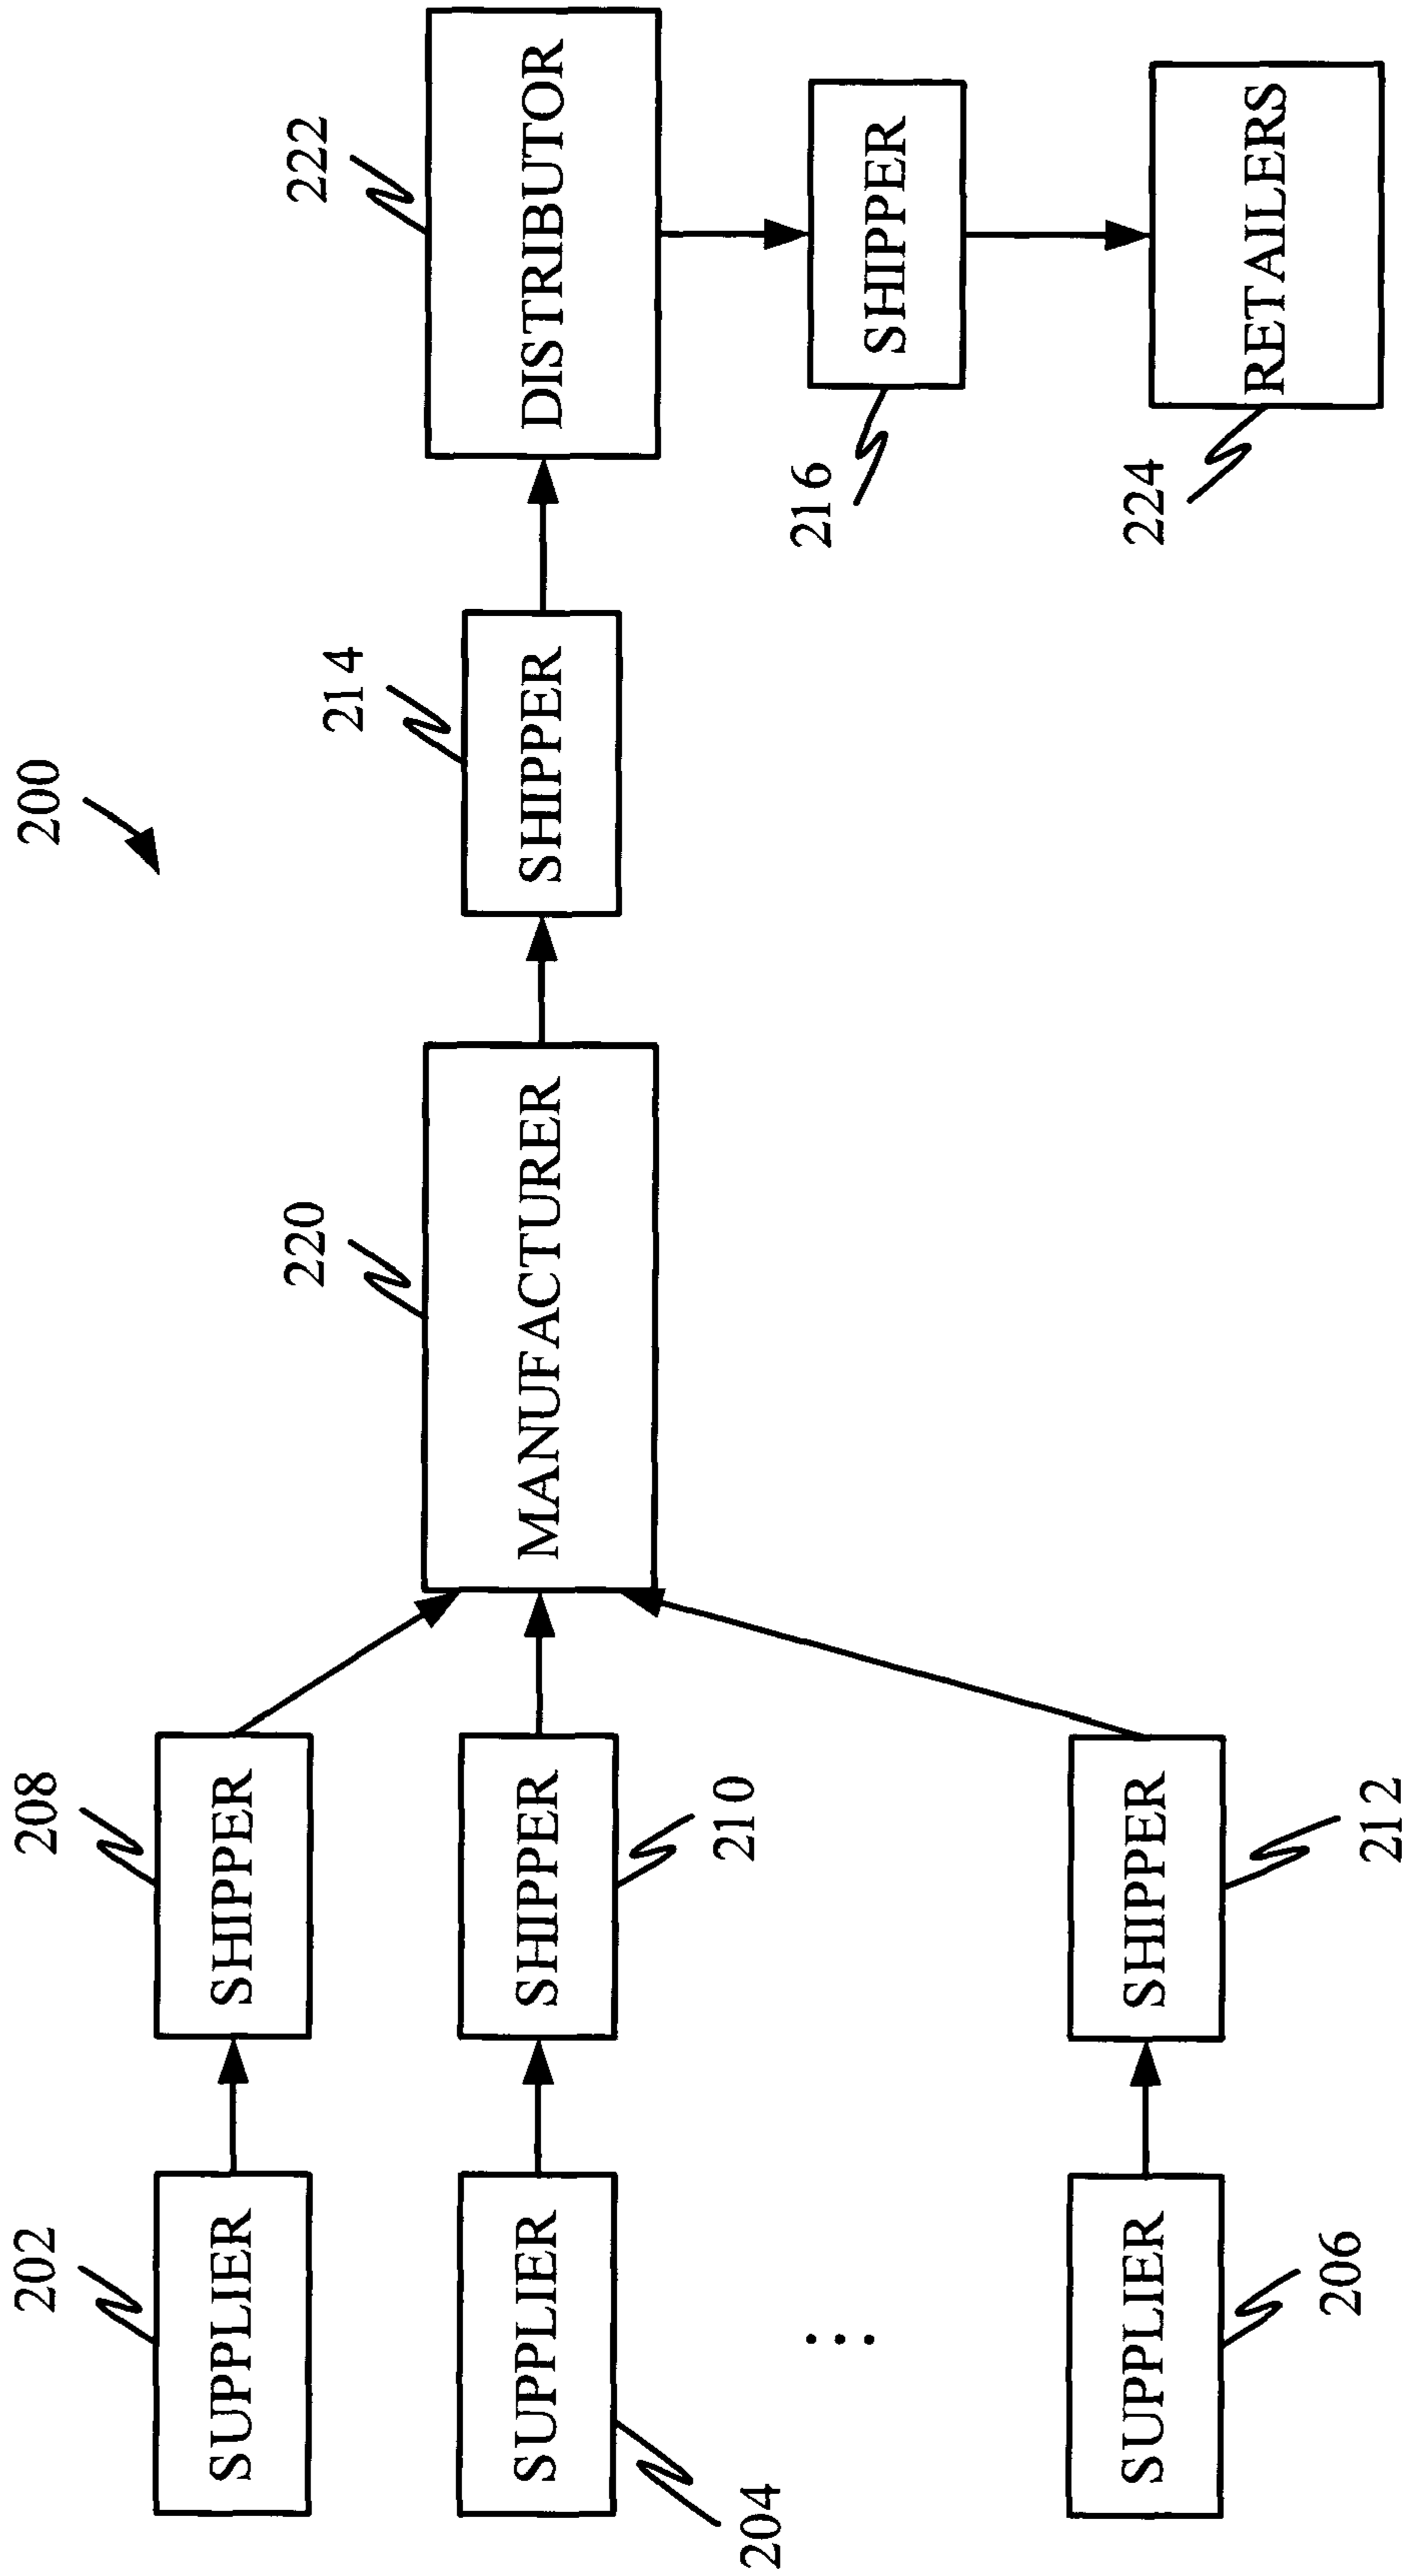 200
202
SUPPLIER
208
SHIPPER
204
SUPPLIER
210
SHIPPER
...
206
SUPPLIER
212
SHIPPER
220
MANUFACTURER
214
SHIPPER
222
DISTRIBUTOR
216
SHIPPER
224
RETAILERS